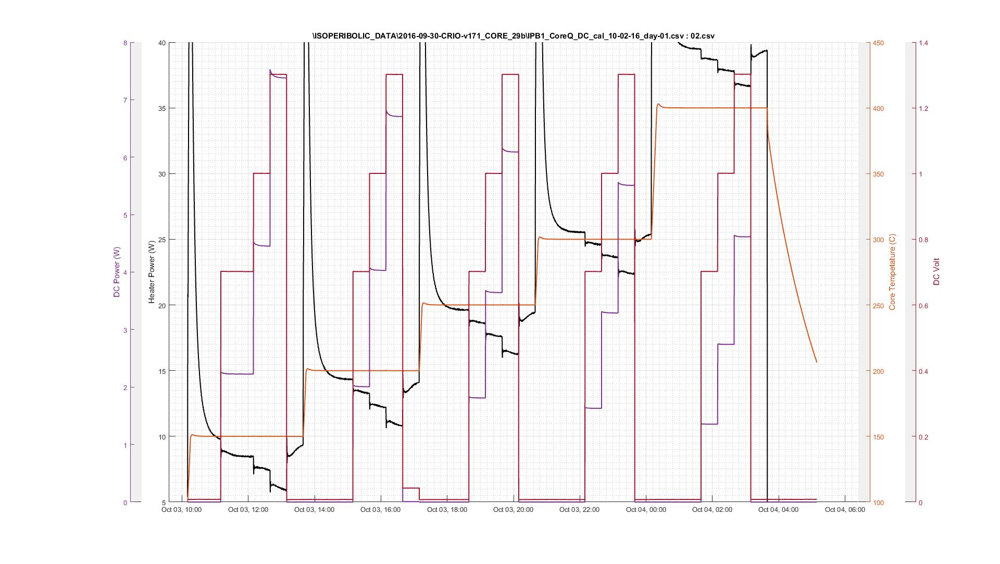 \ISOPERIBOLIC_DATA\2016-09-30-CRIO-v171_CORE_29b\IPB1_CoreQ_DC_cal_10-02-16_day-01.csv : 02.csv
DC Power (W)
8
7
6
5
4
3
2
1
0
Heater Power (W)
40
35
30
25
20
15
10
5
Oct 03, 10:00
Oct 03, 12:00
Oct 03, 14:00
Oct 03, 16:00
Oct 03, 18:00
Oct 03, 20:00
Oct 03, 22:00
Oct 04, 00:00
Oct 04, 02:00
Oct 04, 04:00
Oct 04, 06:00
450
400
350
300
250
200
150
100
Core Tempetature (C)
1.4
1.2
1
0.8
0.6
0.4
0.2
0
DC Volt